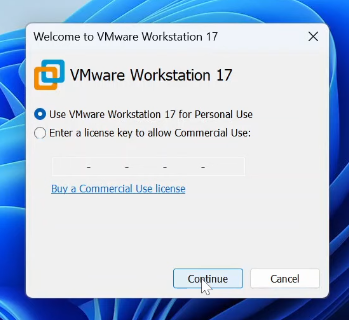 Welcome to VMware Workstation 17
VMware Workstation 17
Use VMware Workstation 17 for Personal Use
Enter a license key to allow Commercial Use:
- - - -
Buy a Commercial Use license
Continue Cancel